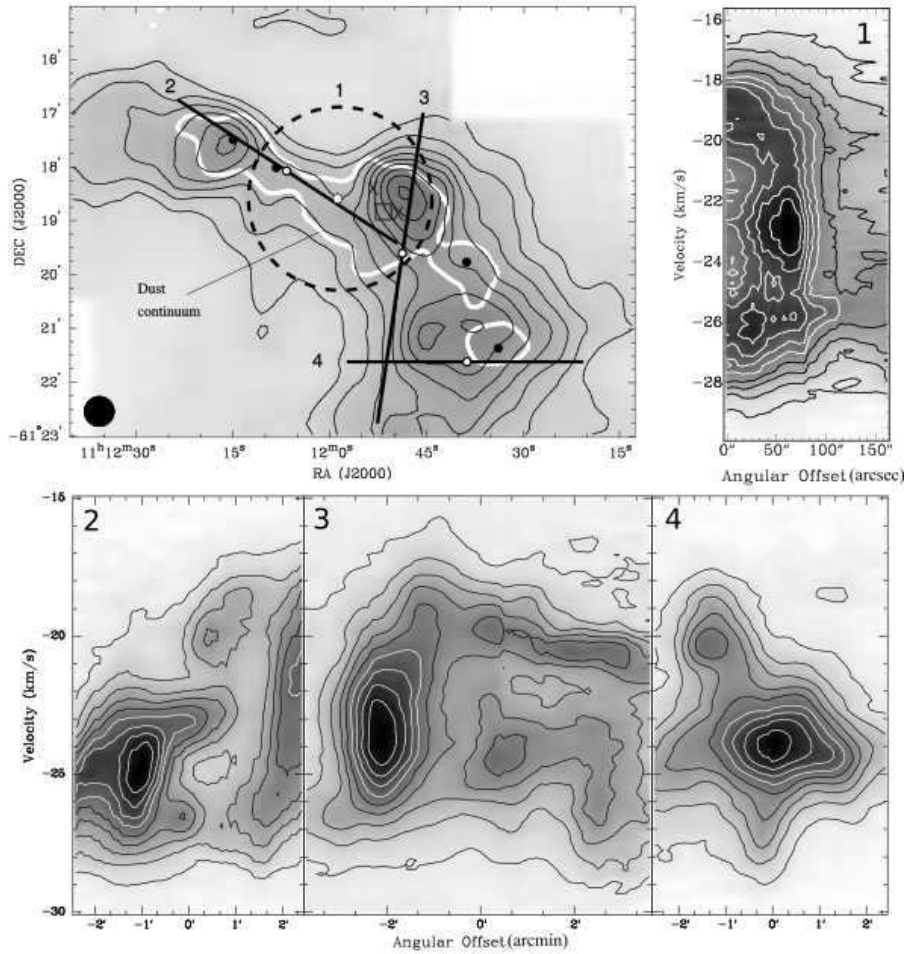 16'
17'
18'
19'
20'
21'
22'
-61°23'
DEC (J2000)
2
1
3
4
Dust
continuum
X
X
11ʰ12ᵐ30ˢ
15ˢ
12ᵐ00ˢ
45ˢ
30ˢ
15ˢ
RA (J2000)
1
-16
-18
-20
-22
-24
-26
-28
Velocity (km/s)
0"
50"
100"
150"
Angular Offset (arcsec)
2
3
4
-15
-20
-25
-30
Velocity (km/s)
-2' -1' 0' 1' 2'
-2' 0' 2'
-2' -1' 0' 1' 2'
Angular Offset (arcmin)